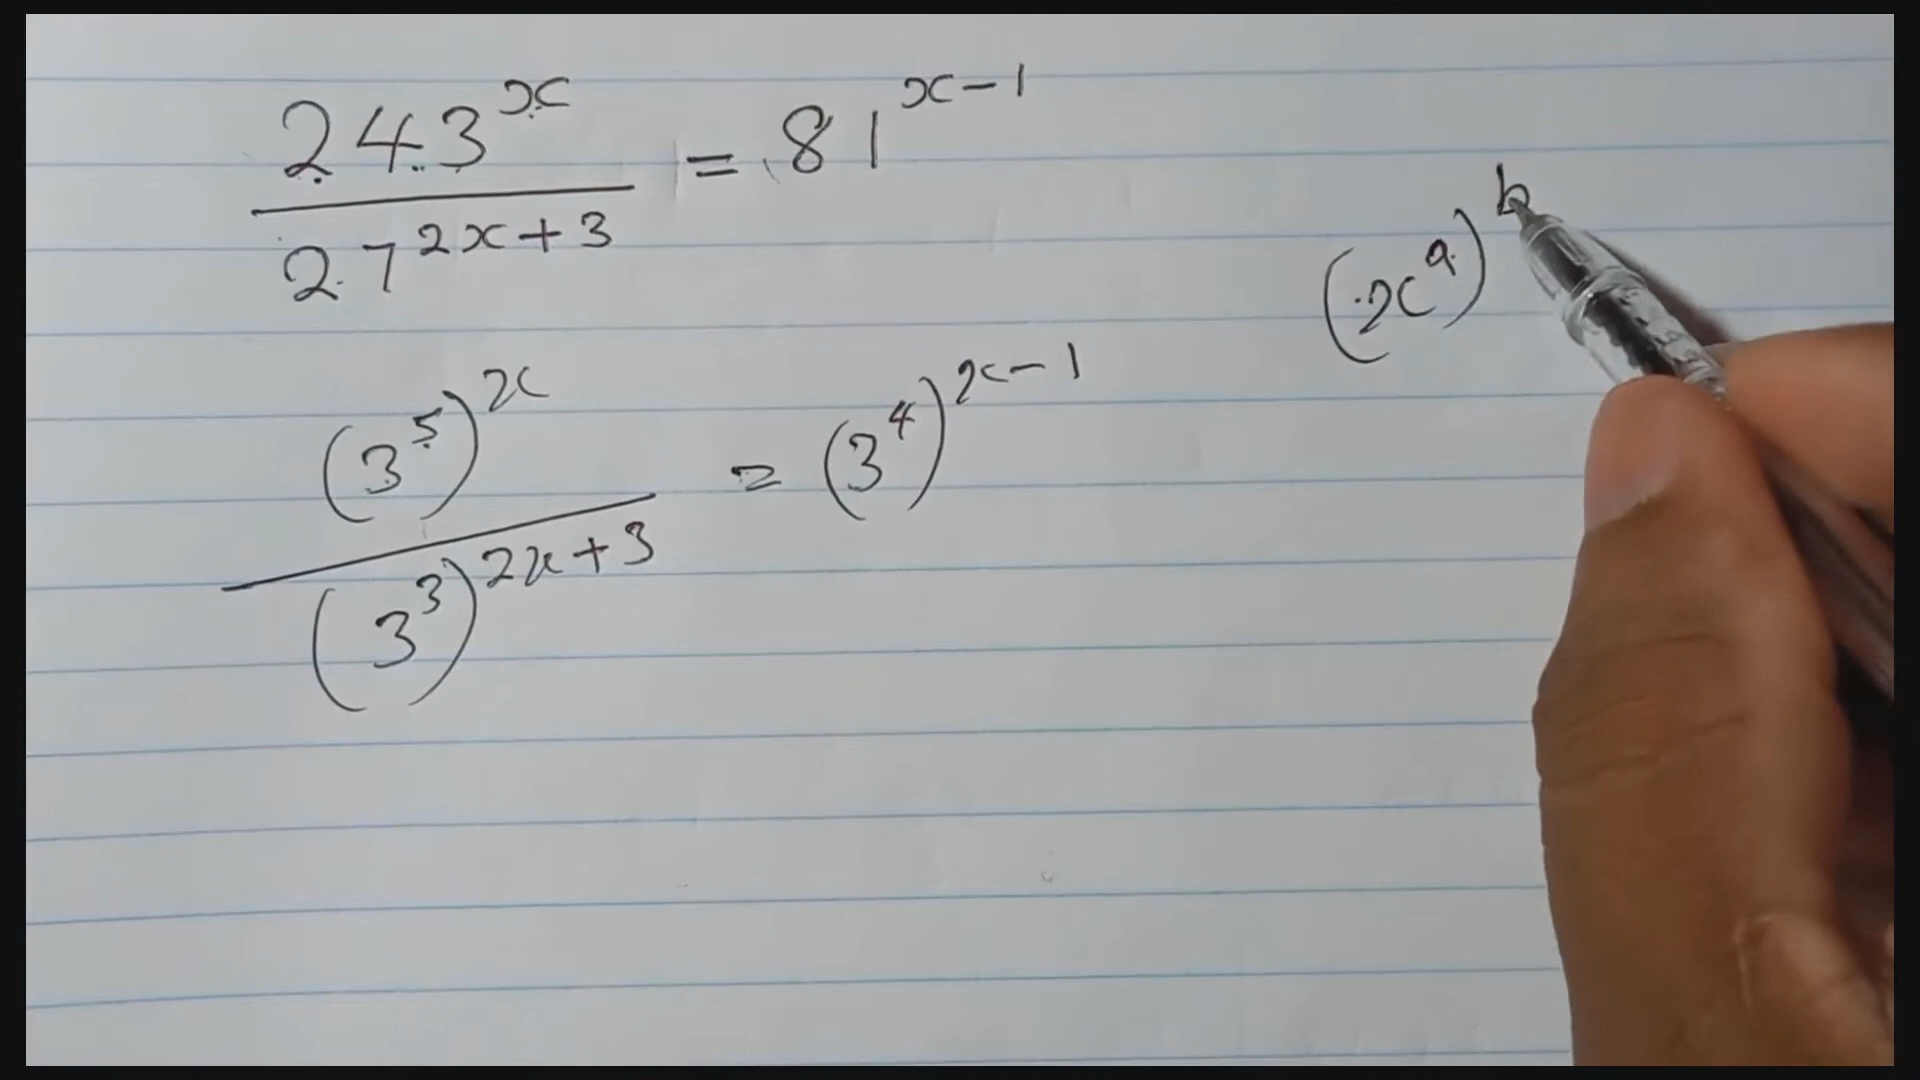 243^x / 27^(2x+3) = 81^(x-1)
(x^a)^b
(3^5)^x / (3^3)^(2x+3) = (3^4)^(x-1)